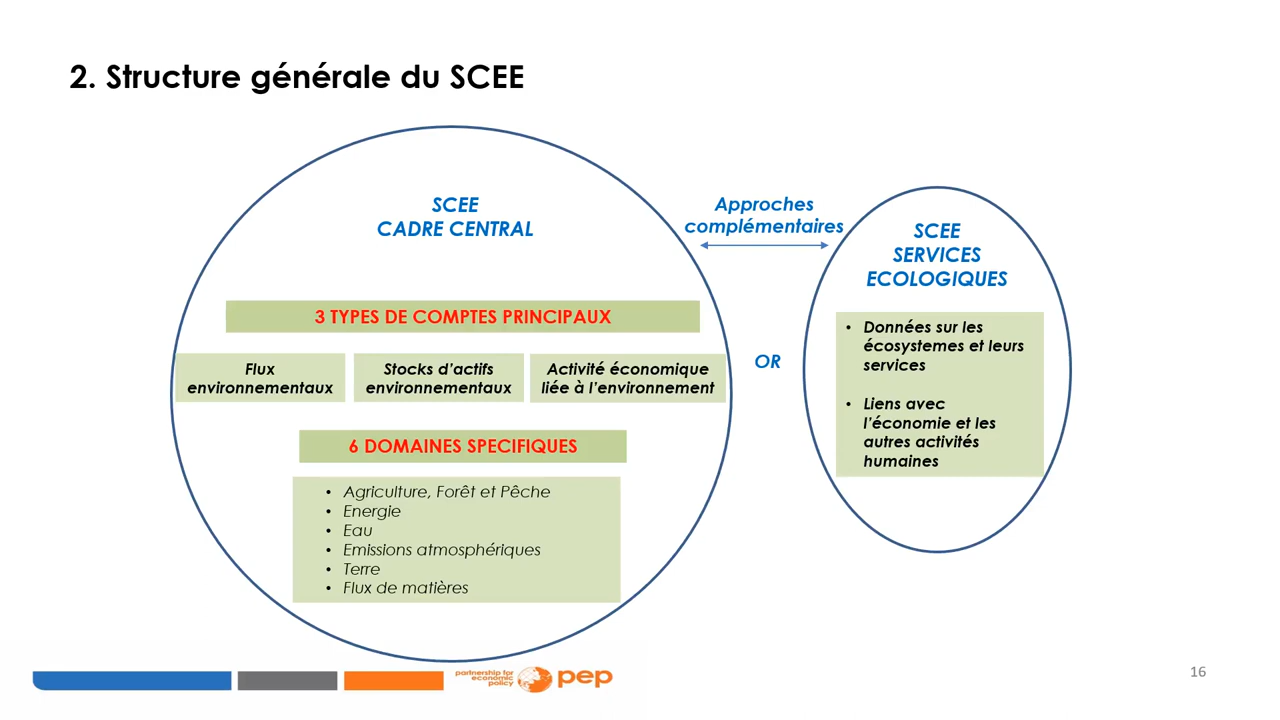 2. Structure générale du SCEE
SCEE
CADRE CENTRAL
3 TYPES DE COMPTES PRINCIPAUX
Flux
environnementaux
Stocks d’actifs
environnementaux
Activité économique
liée à l’environnement
6 DOMAINES SPECIFIQUES
• Agriculture, Forêt et Pêche
• Energie
• Eau
• Emissions atmosphériques
• Terre
• Flux de matières
Approches
complémentaires
OR
SCEE
SERVICES
ECOLOGIQUES
• Données sur les
écosystemes et leurs
services
• Liens avec
l’économie et les
autres activités
humaines
partnership for
economic
policy
pep
16